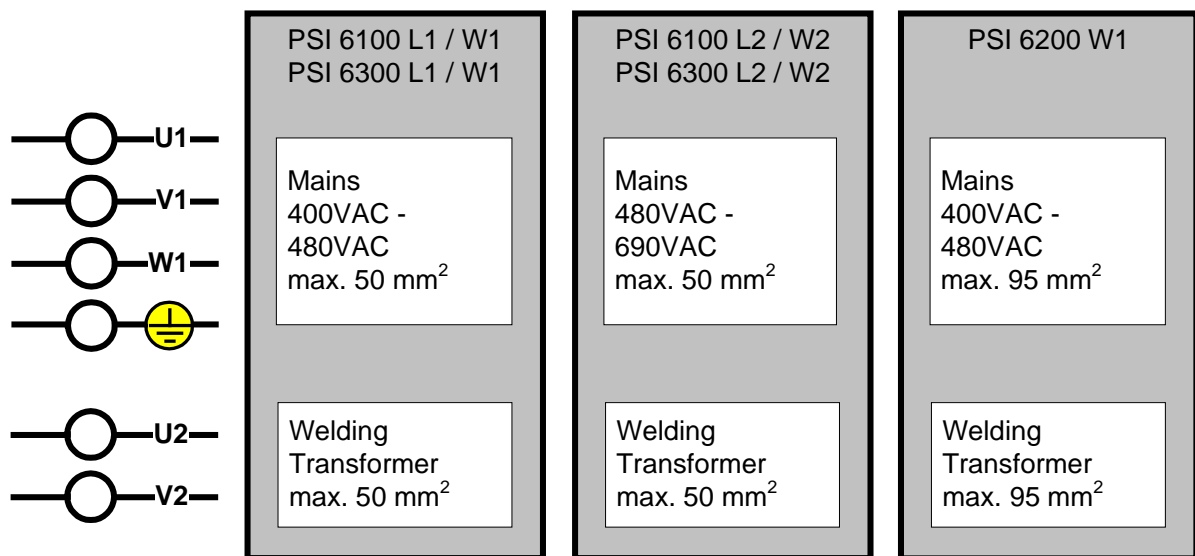 U1
V1
W1
U2
V2
PSI 6100 L1 / W1
PSI 6300 L1 / W1
Mains
400VAC -
480VAC
max. 50 mm²
Welding
Transformer
max. 50 mm²
PSI 6100 L2 / W2
PSI 6300 L2 / W2
Mains
480VAC -
690VAC
max. 50 mm²
Welding
Transformer
max. 50 mm²
PSI 6200 W1
Mains
400VAC -
480VAC
max. 95 mm²
Welding
Transformer
max. 95 mm²